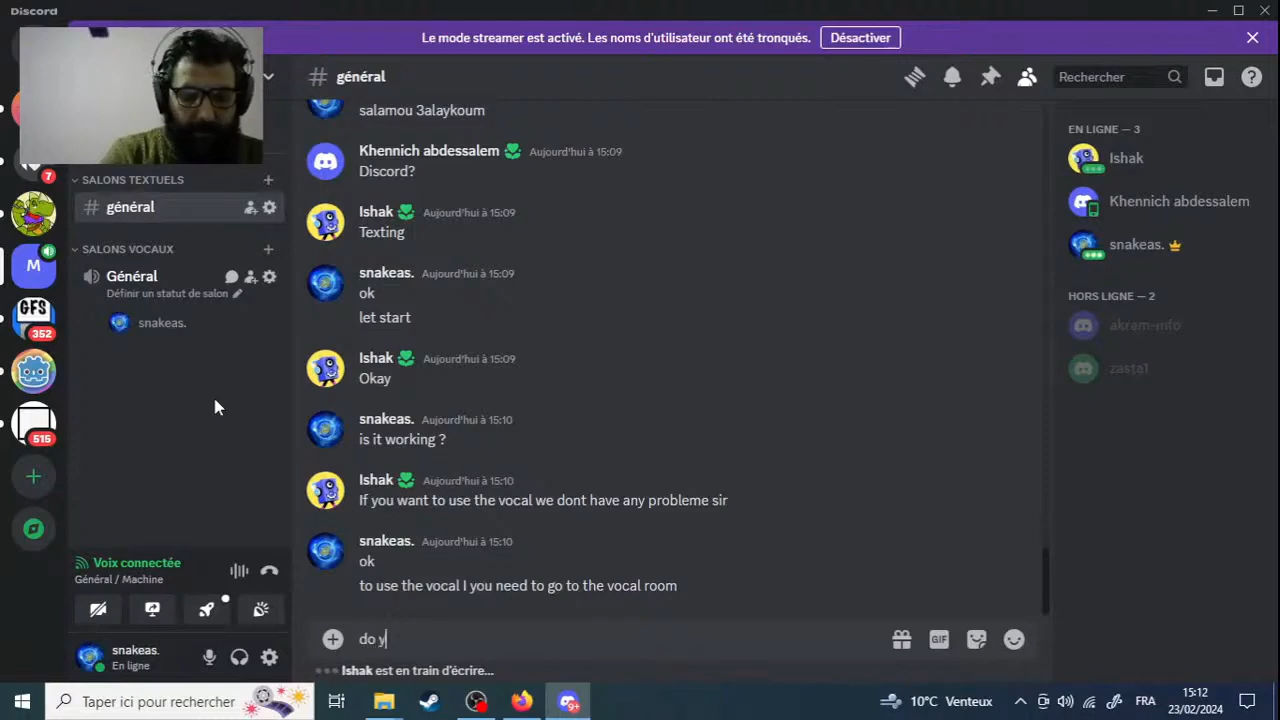 Discord
Le mode streamer est activé. Les noms d'utilisateur ont été tronqués.
Désactiver
7
M
GFS
352
515
SALONS TEXTUELS
général
SALONS VOCAUX
Général
Définir un statut de salon
snakeas.
Voix connectée
Général / Machine
snakeas.
En ligne
# général
Rechercher
salamou 3alaykoum
Khennich abdessalem Aujourd'hui à 15:09
Discord?
Ishak Aujourd'hui à 15:09
Texting
snakeas. Aujourd'hui à 15:09
ok
let start
Ishak Aujourd'hui à 15:09
Okay
snakeas. Aujourd'hui à 15:10
is it working ?
Ishak Aujourd'hui à 15:10
If you want to use the vocal we dont have any probleme sir
snakeas. Aujourd'hui à 15:10
ok
to use the vocal I you need to go to the vocal room
do y
GIF
Ishak est en train d'écrire...
EN LIGNE — 3
Ishak
Khennich abdessalem
snakeas.
HORS LIGNE — 2
akram-info
zasta1
Taper ici pour rechercher
9+
10°C Venteux
FRA
15:12
23/02/2024